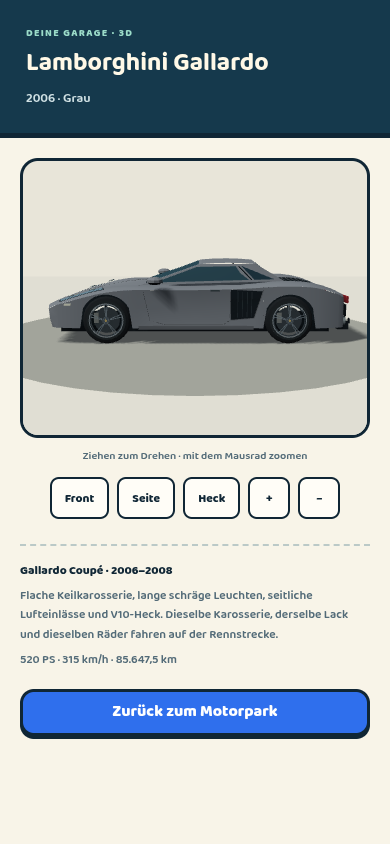 DEINE GARAGE · 3D
Lamborghini Gallardo
2006 · Grau
Ziehen zum Drehen · mit dem Mausrad zoomen
Front
Seite
Heck
+
−
Gallardo Coupé · 2006–2008
Flache Keilkarosserie, lange schräge Leuchten, seitliche
Lufteinlässe und V10-Heck. Dieselbe Karosserie, derselbe Lack
und dieselben Räder fahren auf der Rennstrecke.
520 PS · 315 km/h · 85.647,5 km
Zurück zum Motorpark